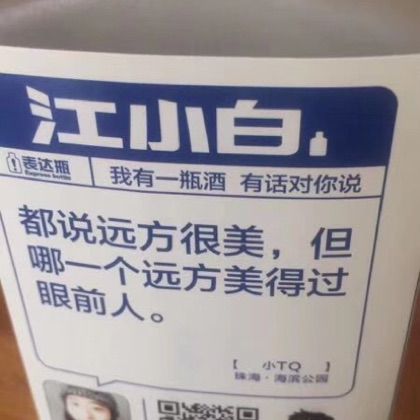 江小白
表达瓶
Express bottle
我有一瓶酒 有话对你说
都说远方很美，但
哪一个远方美得过
眼前人。
【 小TQ 】
珠海·海滨公园